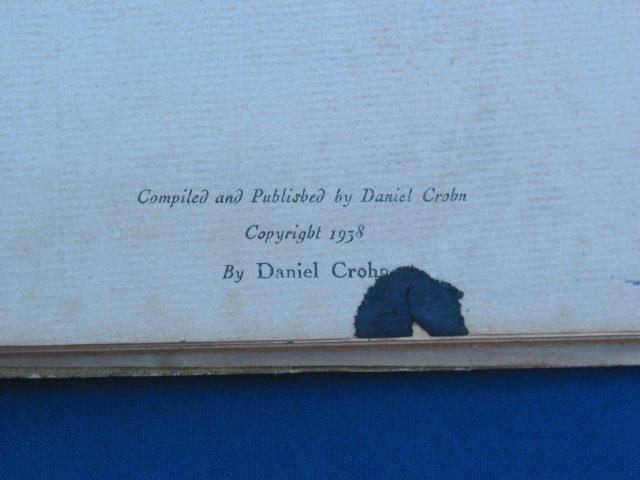 Compiled and Published by Daniel Crohn
Copyright 1938
By Daniel Crohn